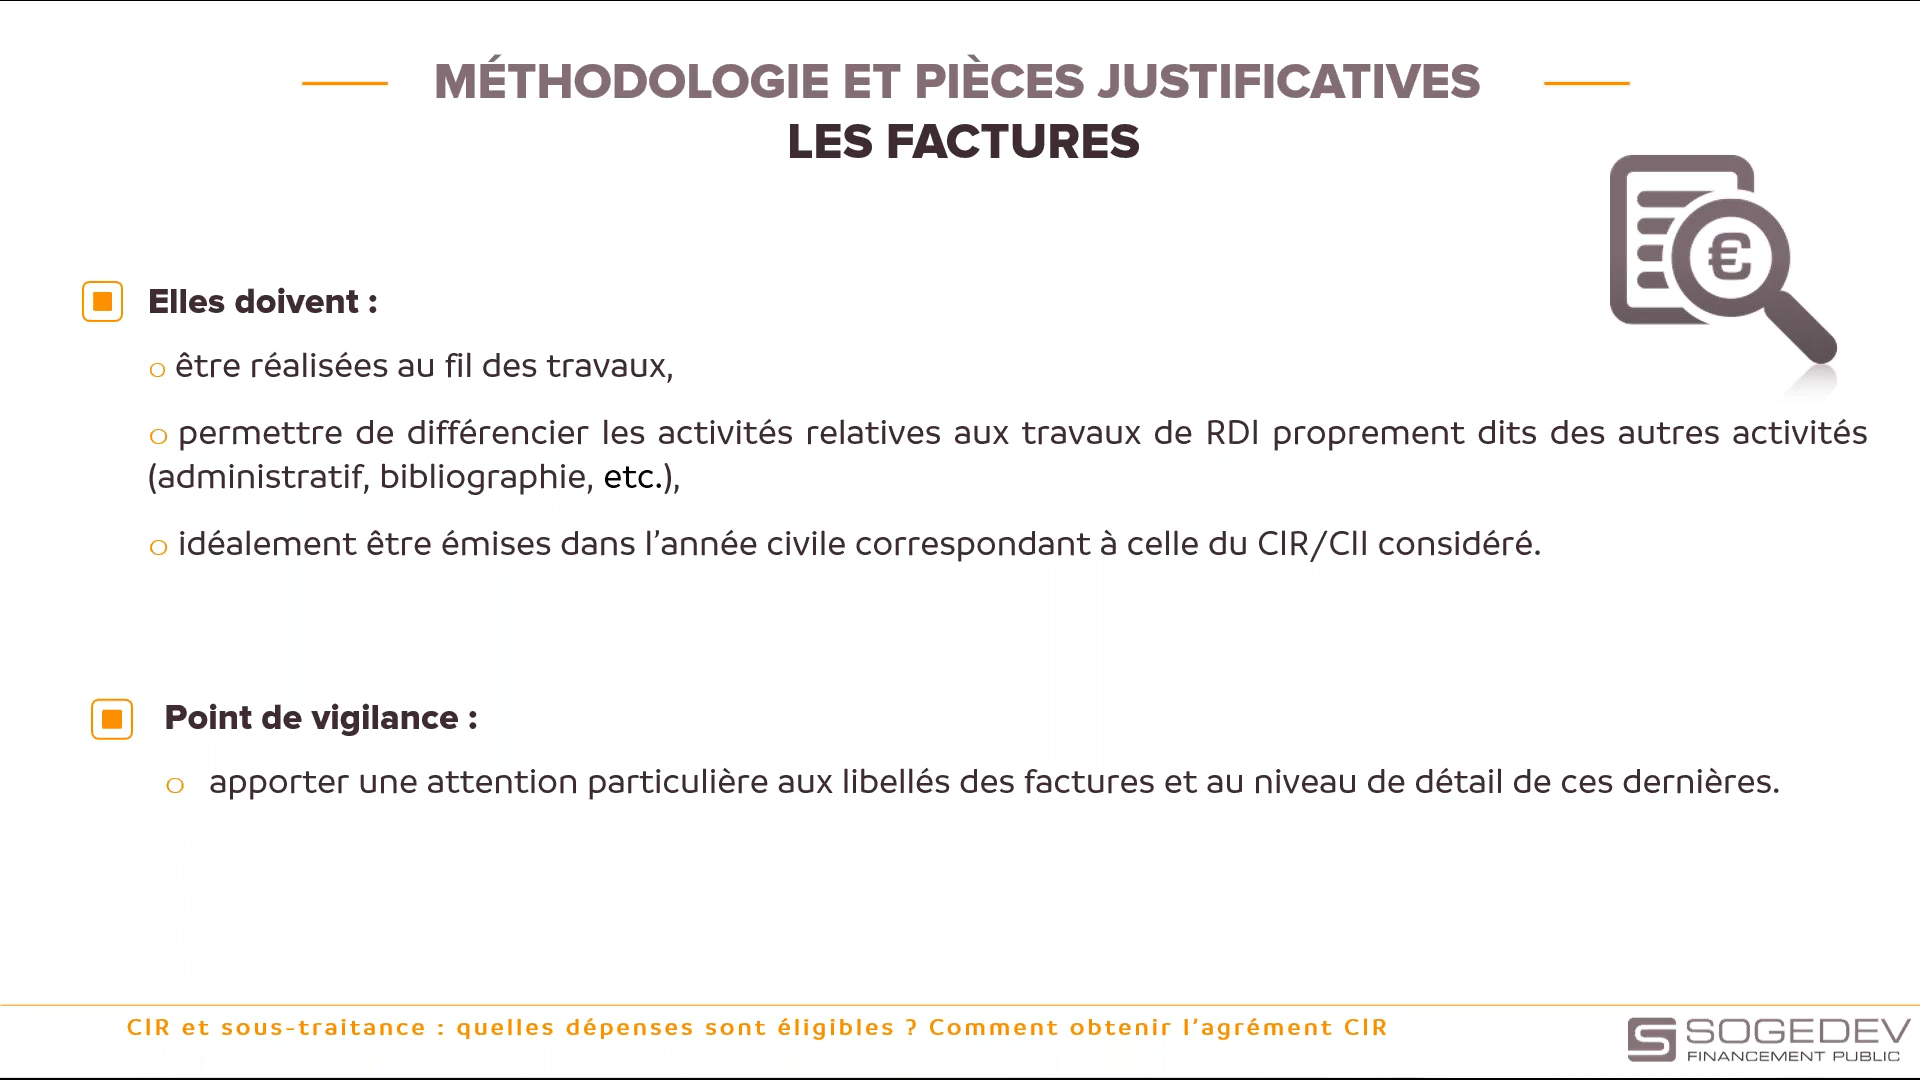 MÉTHODOLOGIE ET PIÈCES JUSTIFICATIVES
LES FACTURES
€
Elles doivent :
o être réalisées au fil des travaux,
o permettre de différencier les activités relatives aux travaux de RDI proprement dits des autres activités
(administratif, bibliographie, etc.),
o idéalement être émises dans l’année civile correspondant à celle du CIR/CII considéré.
Point de vigilance :
o apporter une attention particulière aux libellés des factures et au niveau de détail de ces dernières.
CIR et sous-traitance : quelles dépenses sont éligibles ? Comment obtenir l’agrément CIR
SOGEDEV
FINANCEMENT PUBLIC